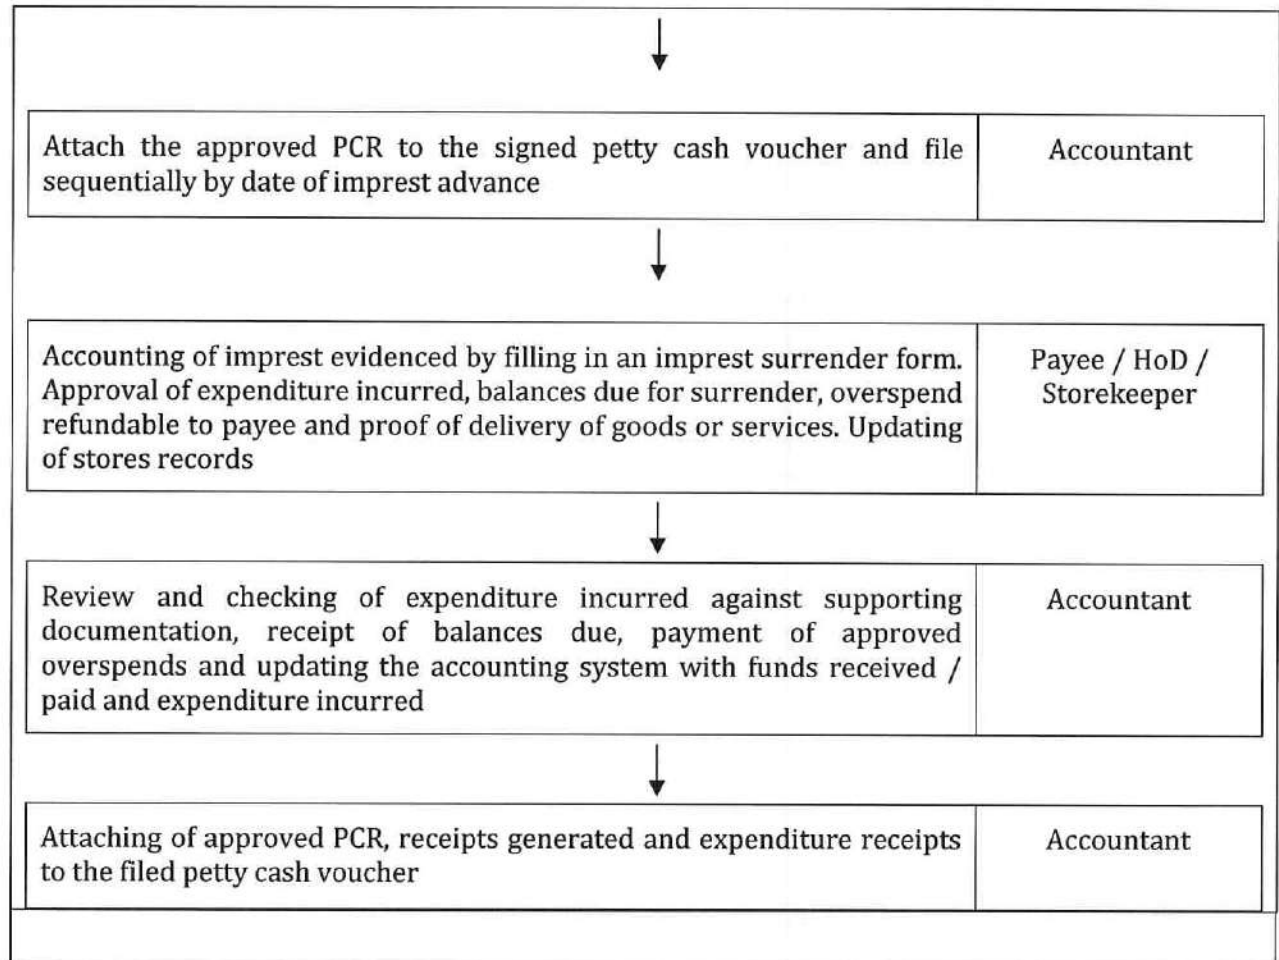 Attach the approved PCR to the signed petty cash voucher and file
sequentially by date of imprest advance
Accountant
Accounting of imprest evidenced by filling in an imprest surrender form.
Approval of expenditure incurred, balances due for surrender, overspend
refundable to payee and proof of delivery of goods or services. Updating
of stores records
Payee / HoD /
Storekeeper
Review and checking of expenditure incurred against supporting
documentation, receipt of balances due, payment of approved
overspends and updating the accounting system with funds received /
paid and expenditure incurred
Accountant
Attaching of approved PCR, receipts generated and expenditure receipts
to the filed petty cash voucher
Accountant